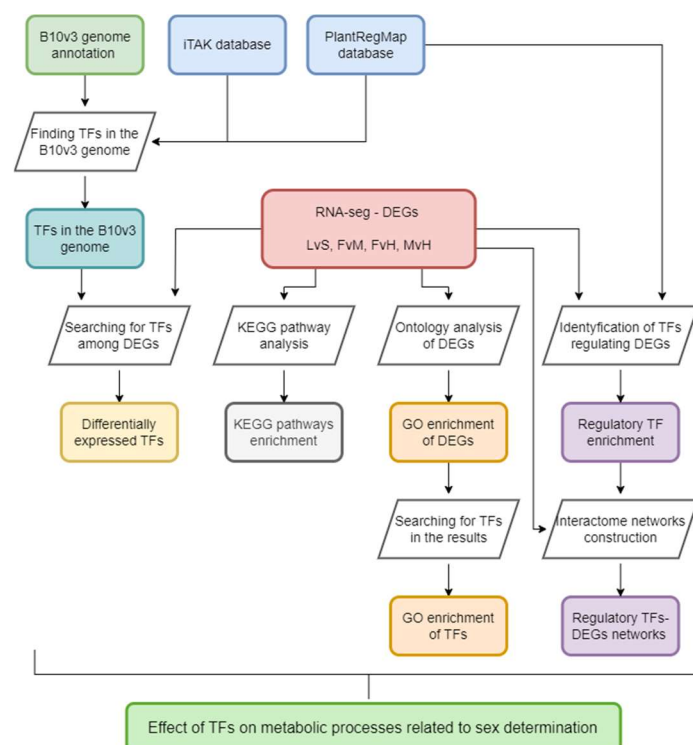 B10v3 genome
annotation
iTAK database
PlantRegMap
database
Finding TFs in the
B10v3 genome
TFs in the B10v3
genome
RNA-seg - DEGs
LvS, FvM, FvH, MvH
Searching for TFs
among DEGs
KEGG pathway
analysis
Ontology analysis
of DEGs
Identyfication of TFs
regulating DEGs
Differentially
expressed TFs
KEGG pathways
enrichment
GO enrichment
of DEGs
Regulatory TF
enrichment
Searching for TFs
in the results
Interactome networks
construction
GO enrichment
of TFs
Regulatory TFs-
DEGs networks
Effect of TFs on metabolic processes related to sex determination